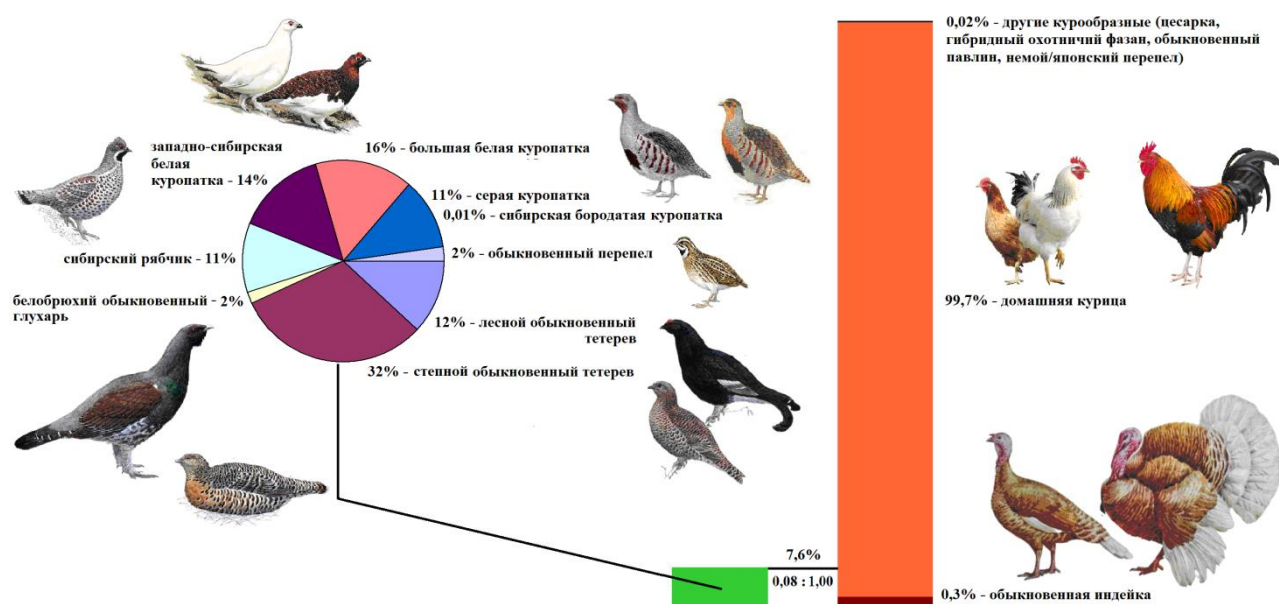 0,02% - другие курообразные (цесарка,
гибридный охотничий фазан, обыкновенный
павлин, немой/японский перепел)
западно-сибирская
белая
куропатка - 14%
16% - большая белая куропатка
11% - серая куропатка
0,01% - сибирская бородатая куропатка
сибирский рябчик - 11%
2% - обыкновенный перепел
белобрюхий обыкновенный - 2%
глухарь
99,7% - домашняя курица
12% - лесной обыкновенный
тетерев
32% - степной обыкновенный тетерев
7,6%
0,08 : 1,00
0,3% - обыкновенная индейка